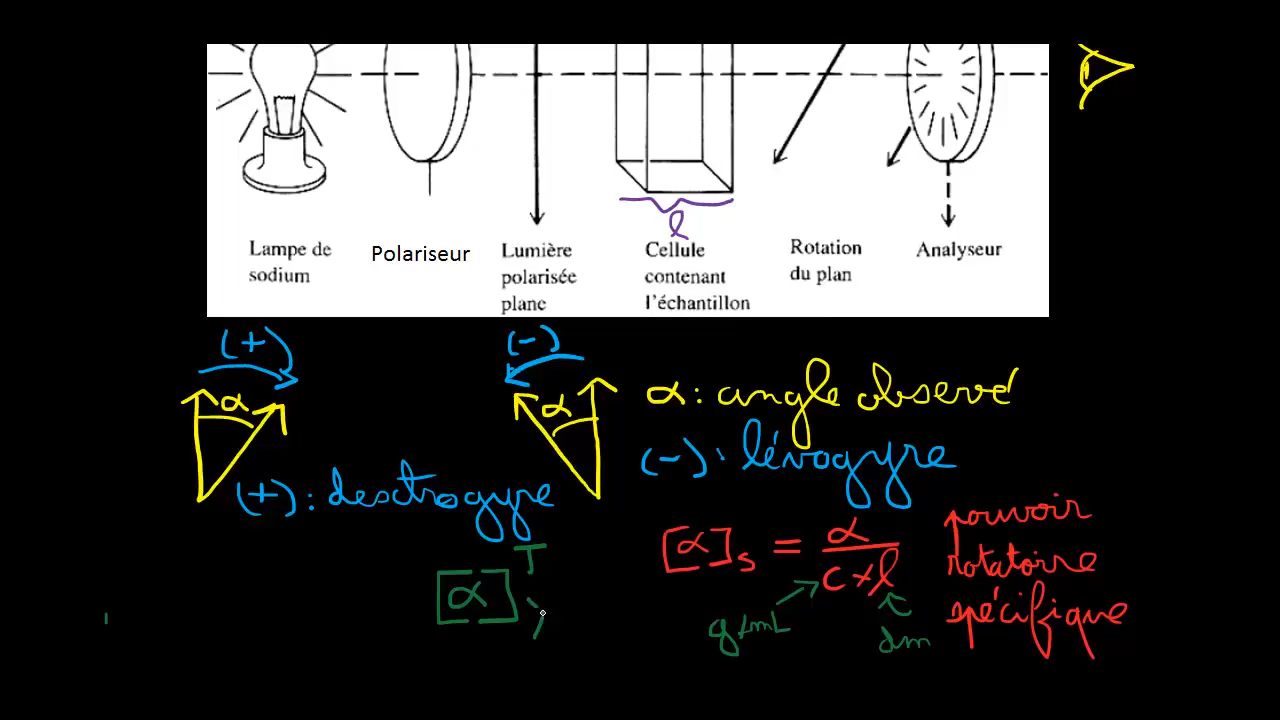 ℓ
Lampe de
sodium
Polariseur
Lumière
polarisée
plane
Cellule
contenant
l'échantillon
Rotation
du plan
Analyseur
(+)
α
(-)
α
α : angle observé
(-) : lévogyre
(+) : desctrogyre
[α]s = α / c × ℓ
pouvoir
rotatoire
spécifique
g/mL
dm
[α] T